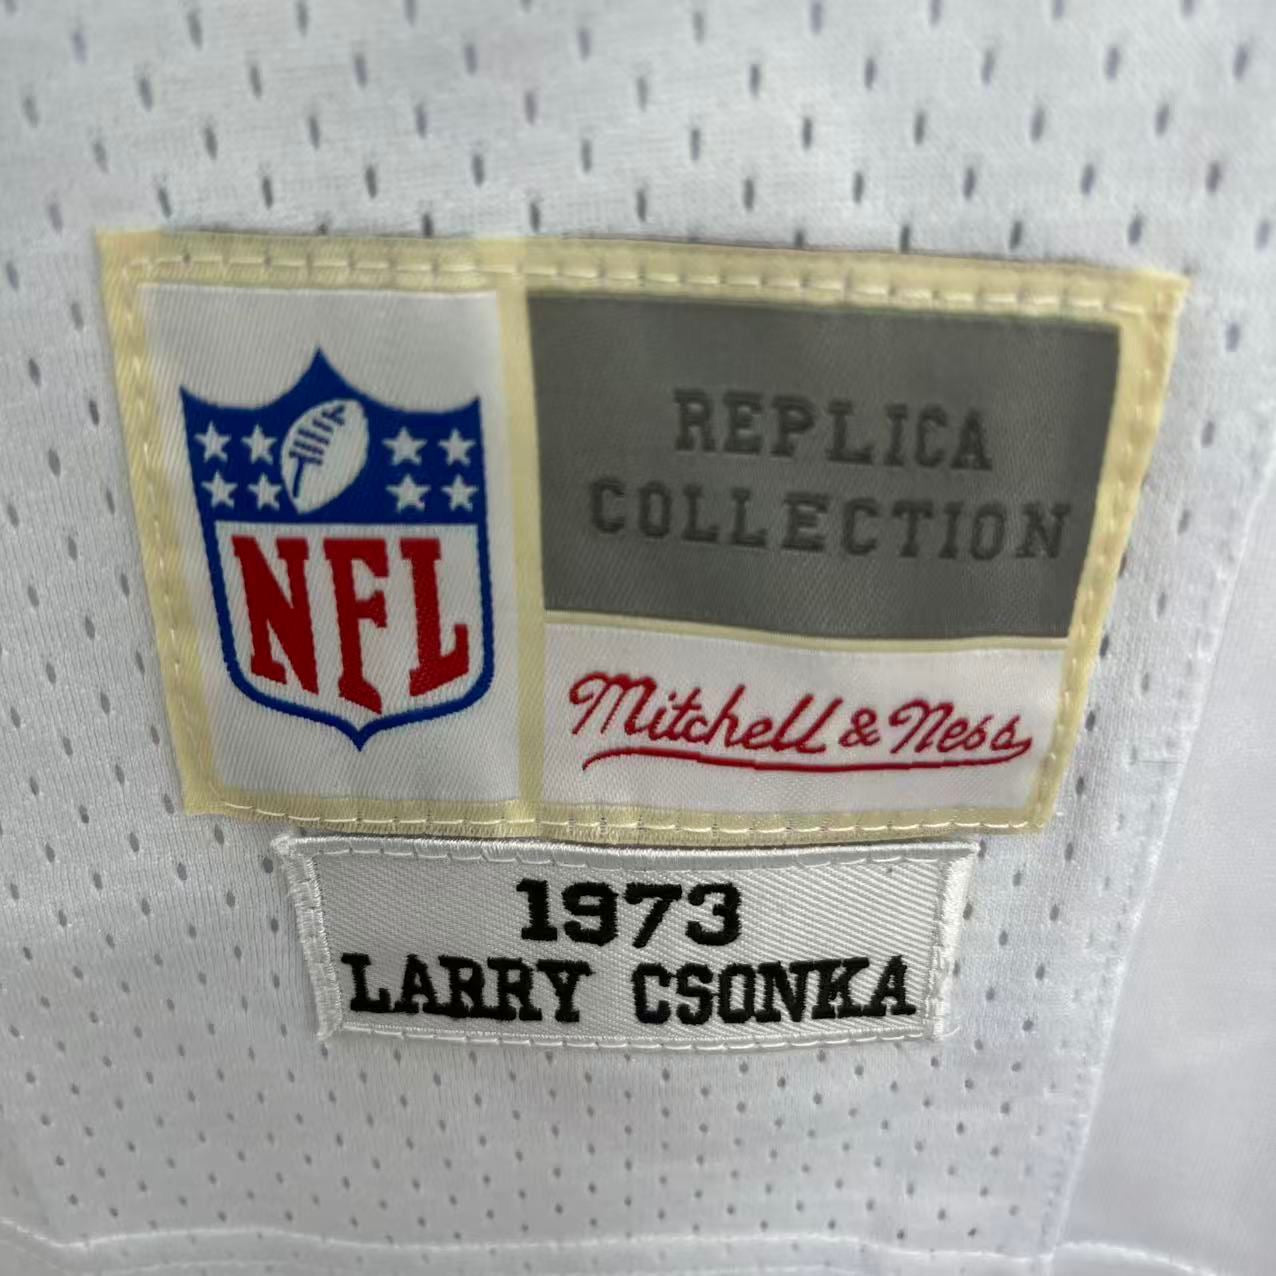 NFL
REPLICA
COLLECTION
Mitchell & Ness
1973
LARRY CSONKA